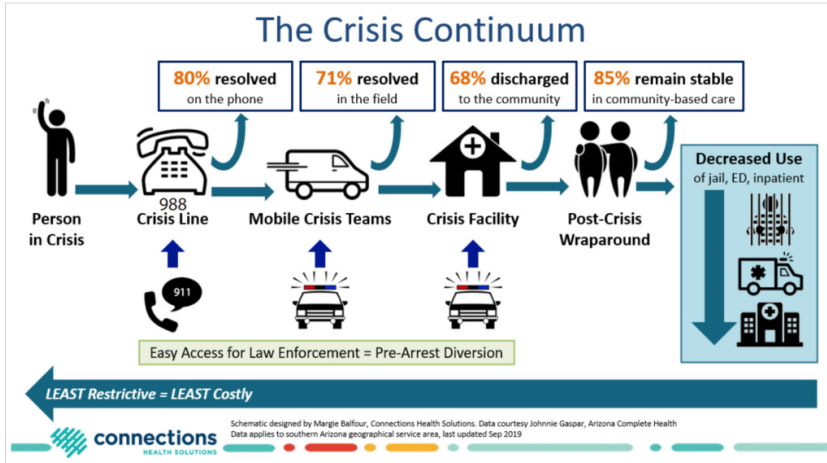 The Crisis Continuum
80% resolved
on the phone
71% resolved
in the field
68% discharged
to the community
85% remain stable
in community-based care
Person
in Crisis
988
Crisis Line
Mobile Crisis Teams
Crisis Facility
Post-Crisis
Wraparound
Decreased Use
of jail, ED, inpatient
911
Easy Access for Law Enforcement = Pre-Arrest Diversion
LEAST Restrictive = LEAST Costly
Schematic designed by Margie Balfour, Connections Health Solutions. Data courtesy Johnnie Gaspar, Arizona Complete Health
Data applies to southern Arizona geographical service area, last updated Sep 2019
connections
HEALTH SOLUTIONS